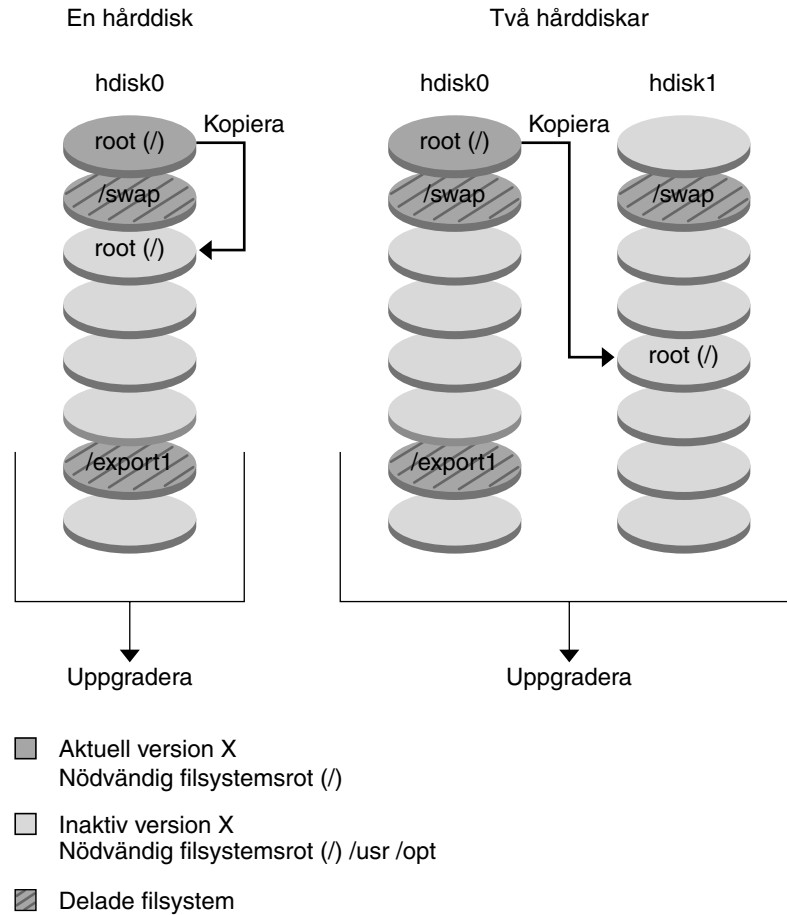 En hårddisk
hdisk0
root (/)
Kopiera
/swap
root (/)
/export1
Uppgradera
Två hårddiskar
hdisk0
hdisk1
root (/)
Kopiera
/swap
/swap
root (/)
/export1
Uppgradera
Aktuell version X
Nödvändig filsystemsrot (/)
Inaktiv version X
Nödvändig filsystemsrot (/) /usr /opt
Delade filsystem